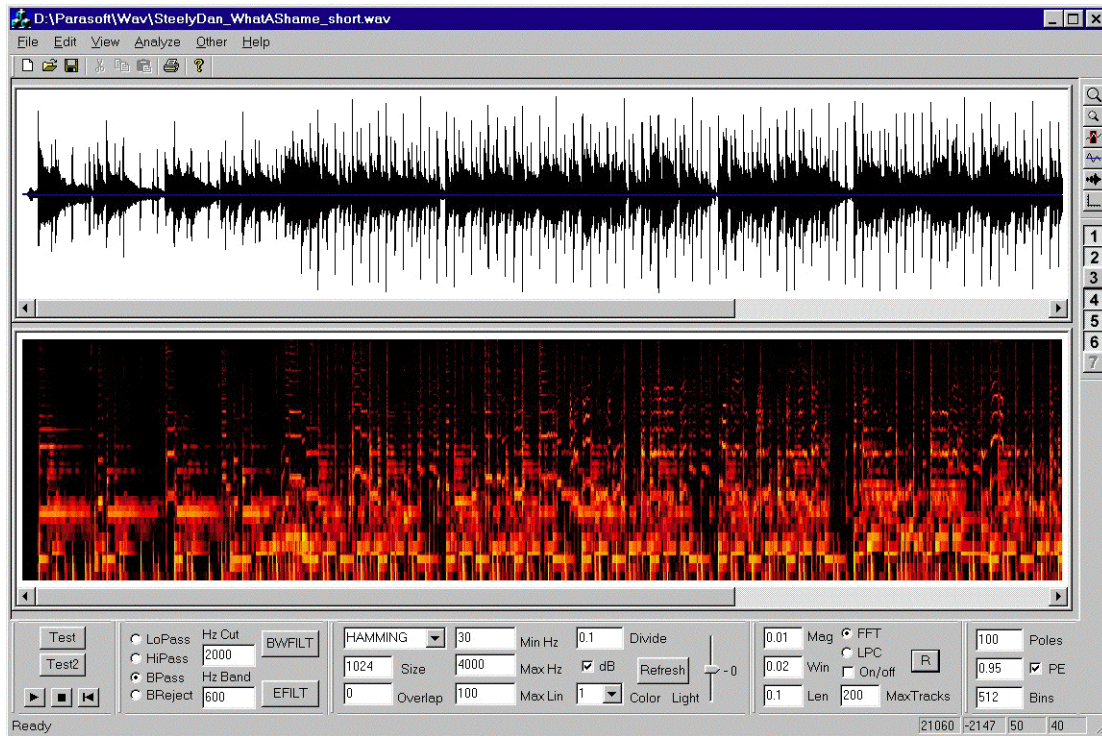 D:\Parasoft\Wav\SteelyDan_WhatAShame_short.wav
File Edit View Analyze Other Help
1
2
3
4
5
6
7
Test
Test2
LoPass
HiPass
BPass
BReject
Hz Cut
2000
Hz Band
600
BWFILT
EFILT
HAMMING
1024 Size
0 Overlap
30 Min Hz
4000 Max Hz
100 Max Lin
0.1 Divide
dB
Refresh
1 Color Light
- 0
0.01 Mag
0.02 Win
0.1 Len
FFT
LPC
On/off
200 MaxTracks
R
100 Poles
0.95 PE
512 Bins
Ready
21060 -2147 50 40